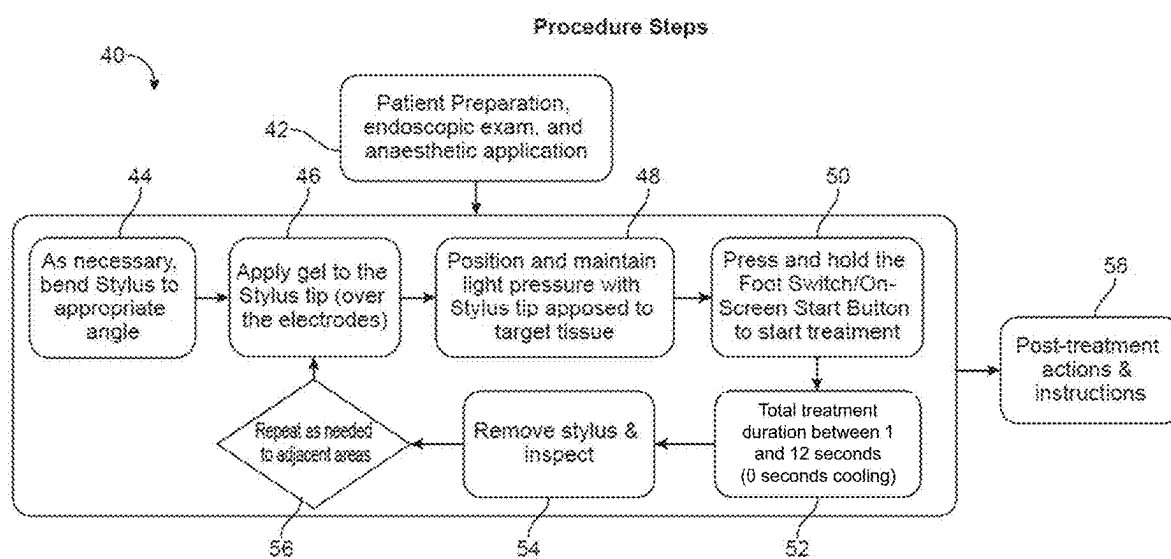 Procedure Steps
40
Patient Preparation,
endoscopic exam, and
anaesthetic application
42
44
46
48
50
As necessary,
bend Stylus to
appropriate
angle
Apply gel to the
Stylus tip (over
the electrodes)
Position and maintain
light pressure with
Stylus tip apposed to
target tissue
Press and hold the
Foot Switch/On-
Screen Start Button
to start treatment
58
Post-treatment
actions &
instructions
Repeat as needed
to adjacent areas
Remove stylus &
inspect
Total treatment
duration between 1
and 12 seconds
(0 seconds cooling)
56
54
52